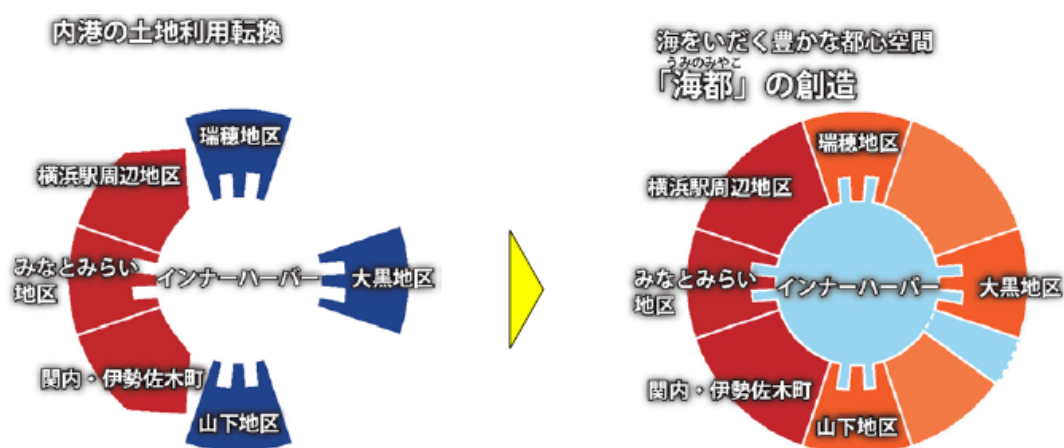 内港の土地利用転換
瑞穂地区
横浜駅周辺地区
みなとみらい
地区
インナーハーバー
大黒地区
関内・伊勢佐木町
山下地区
海をいだく豊かな都心空間
うみのみやこ
「海都」の創造
瑞穂地区
横浜駅周辺地区
みなとみらい
地区
インナーハーバー
大黒地区
関内・伊勢佐木町
山下地区